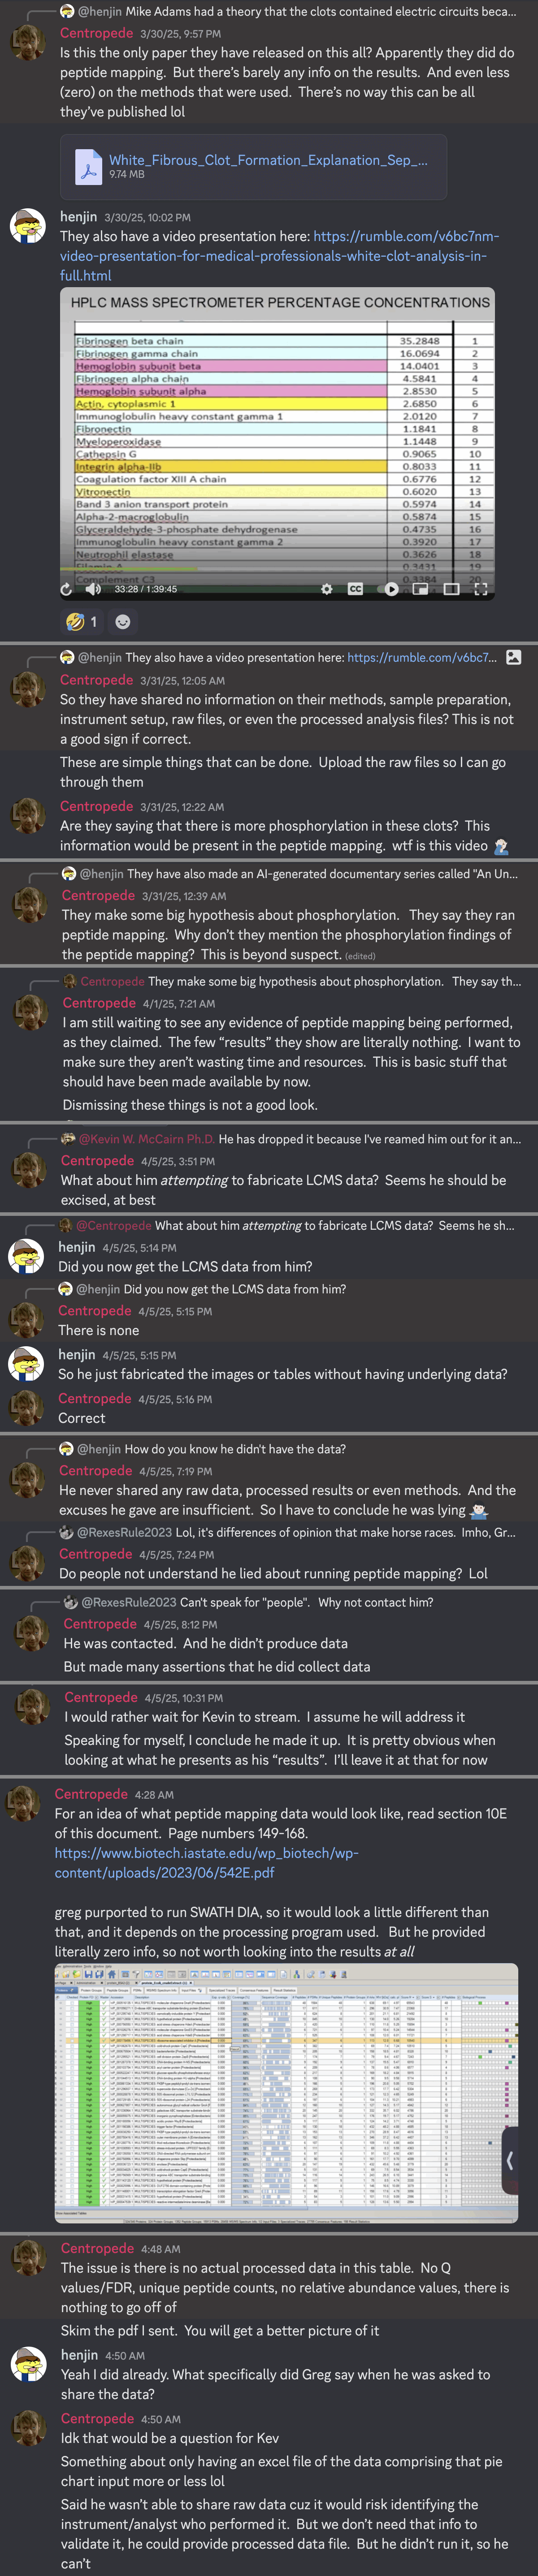 @henjin Mike Adams had a theory that the clots contained electric circuits beca...
Centropede 3/30/25, 9:57 PM
Is this the only paper they have released on this all? Apparently they did do
peptide mapping. But there's barely any info on the results. And even less
(zero) on the methods that were used. There's no way this can be all
they've published lol
White_Fibrous_Clot_Formation_Explanation_Sep_...
9.74 MB
henjin 3/30/25, 10:02 PM
They also have a video presentation here: https://rumble.com/v6bc7nm-
video-presentation-for-medical-professionals-white-clot-analysis-in-
full.html
HPLC MASS SPECTROMETER PERCENTAGE CONCENTRATIONS
Fibrinogen beta chain 35.2848 1
Fibrinogen gamma chain 16.0694 2
Hemoglobin subunit beta 14.0401 3
Fibrinogen alpha chain 4.5841 4
Hemoglobin subunit alpha 2.8530 5
Actin, cytoplasmic 1 2.6850 6
Immunoglobulin heavy constant gamma 1 2.0120 7
Fibronectin 1.1841 8
Myeloperoxidase 1.1448 9
Cathepsin G 0.9065 10
Integrin alpha-IIb 0.8033 11
Coagulation factor XIII A chain 0.6776 12
Vitronectin 0.6020 13
Band 3 anion transport protein 0.5974 14
Alpha-2-macroglobulin 0.5874 15
Glyceraldehyde-3-phosphate dehydrogenase 0.4735 16
Immunoglobulin heavy constant gamma 2 0.3920 17
Neutrophil elastase 0.3626 18
Filamin A 0.3431 19
Complement C3 0.3384 20
33:28 / 1:39:45
CC
1
@henjin They also have a video presentation here: https://rumble.com/v6bc7...
Centropede 3/31/25, 12:05 AM
So they have shared no information on their methods, sample preparation,
instrument setup, raw files, or even the processed analysis files? This is not
a good sign if correct.
These are simple things that can be done. Upload the raw files so I can go
through them
Centropede 3/31/25, 12:22 AM
Are they saying that there is more phosphorylation in these clots? This
information would be present in the peptide mapping. wtf is this video
@henjin They have also made an AI-generated documentary series called "An Un...
Centropede 3/31/25, 12:39 AM
They make some big hypothesis about phosphorylation. They say they ran
peptide mapping. Why don't they mention the phosphorylation findings of
the peptide mapping? This is beyond suspect. (edited)
Centropede They make some big hypothesis about phosphorylation. They say th...
Centropede 4/1/25, 7:21 AM
I am still waiting to see any evidence of peptide mapping being performed,
as they claimed. The few "results" they show are literally nothing. I want to
make sure they aren't wasting time and resources. This is basic stuff that
should have been made available by now.
Dismissing these things is not a good look.
@Kevin W. McCairn Ph.D. He has dropped it because I've reamed him out for it an...
Centropede 4/5/25, 3:51 PM
What about him attempting to fabricate LCMS data? Seems he should be
excised, at best
@Centropede What about him attempting to fabricate LCMS data? Seems he sh...
henjin 4/5/25, 5:14 PM
Did you now get the LCMS data from him?
@henjin Did you now get the LCMS data from him?
Centropede 4/5/25, 5:15 PM
There is none
henjin 4/5/25, 5:15 PM
So he just fabricated the images or tables without having underlying data?
Centropede 4/5/25, 5:16 PM
Correct
@henjin How do you know he didn't have the data?
Centropede 4/5/25, 7:19 PM
He never shared any raw data, processed results or even methods. And the
excuses he gave are insufficient. So I have to conclude he was lying
@RexesRule2023 Lol, it's differences of opinion that make horse races. Imho, Gr...
Centropede 4/5/25, 7:24 PM
Do people not understand he lied about running peptide mapping? Lol
@RexesRule2023 Can't speak for "people". Why not contact him?
Centropede 4/5/25, 8:12 PM
He was contacted. And he didn't produce data
But made many assertions that he did collect data
Centropede 4/5/25, 10:31 PM
I would rather wait for Kevin to stream. I assume he will address it
Speaking for myself, I conclude he made it up. It is pretty obvious when
looking at what he presents as his "results". I'll leave it at that for now
Centropede 4:28 AM
For an idea of what peptide mapping data would look like, read section 10E
of this document. Page numbers 149-168.
https://www.biotech.iastate.edu/wp_biotech/wp-
content/uploads/2023/06/542E.pdf
greg purported to run SWATH DIA, so it would look a little different than
that, and it depends on the processing program used. But he provided
literally zero info, so not worth looking into the results at all
Centropede 4:48 AM
The issue is there is no actual processed data in this table. No Q
values/FDR, unique peptide counts, no relative abundance values, there is
nothing to go off of
Skim the pdf I sent. You will get a better picture of it
henjin 4:50 AM
Yeah I did already. What specifically did Greg say when he was asked to
share the data?
Centropede 4:50 AM
Idk that would be a question for Kev
Something about only having an excel file of the data comprising that pie
chart input more or less lol
Said he wasn't able to share raw data cuz it would risk identifying the
instrument/analyst who performed it. But we don't need that info to
validate it, he could provide processed data file. But he didn't run it, so he
can't